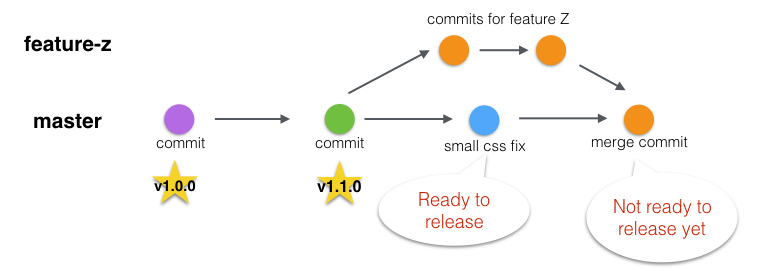 commits for feature Z
feature-z
master
commit
commit
small css fix
merge commit
v1.0.0
v1.1.0
Ready to
release
Not ready to
release yet